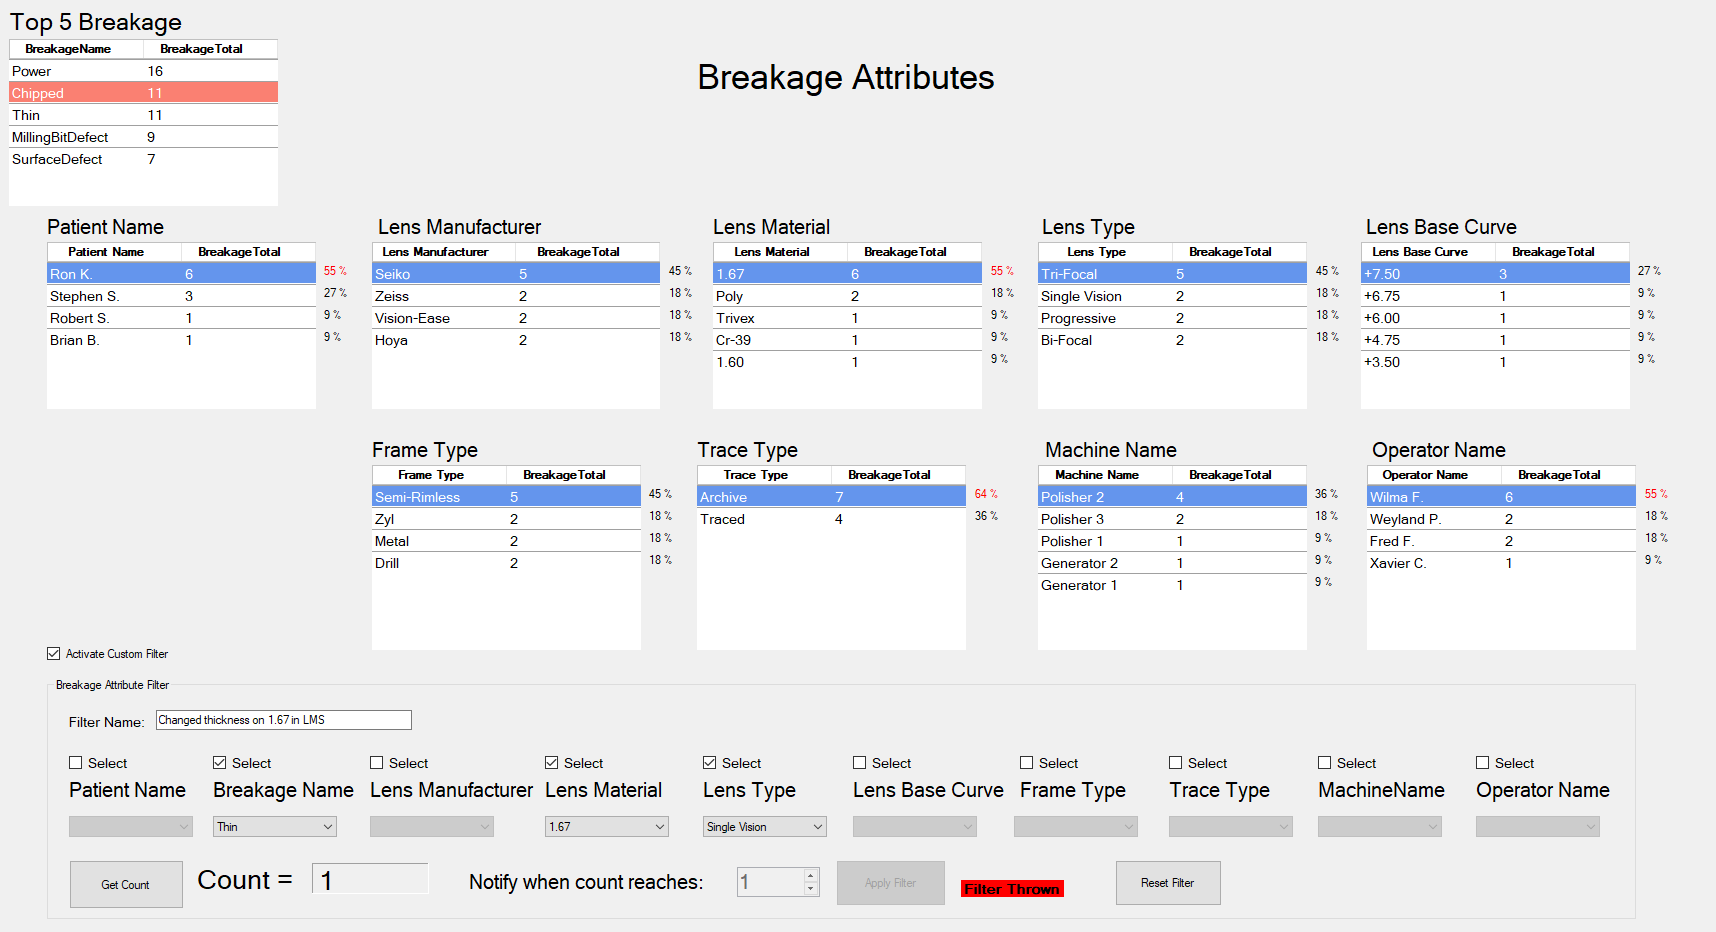 Top 5 Breakage
BreakageName BreakageTotal
Power 16
Chipped 11
Thin 11
MillingBitDefect 9
SurfaceDefect 7
Breakage Attributes
Patient Name
Patient Name BreakageTotal
Ron K. 6 55 %
Stephen S. 3 27 %
Robert S. 1 9 %
Brian B. 1 9 %
Lens Manufacturer
Lens Manufacturer BreakageTotal
Seiko 5 45 %
Zeiss 2 18 %
Vision-Ease 2 18 %
Hoya 2 18 %
Lens Material
Lens Material BreakageTotal
1.67 6 55 %
Poly 2 18 %
Trivex 1 9 %
Cr-39 1 9 %
1.60 1 9 %
Lens Type
Lens Type BreakageTotal
Tri-Focal 5 45 %
Single Vision 2 18 %
Progressive 2 18 %
Bi-Focal 2 18 %
Lens Base Curve
Lens Base Curve BreakageTotal
+7.50 3 27 %
+6.75 1 9 %
+6.00 1 9 %
+4.75 1 9 %
+3.50 1 9 %
Frame Type
Frame Type BreakageTotal
Semi-Rimless 5 45 %
Zyl 2 18 %
Metal 2 18 %
Drill 2 18 %
Trace Type
Trace Type BreakageTotal
Archive 7 64 %
Traced 4 36 %
Machine Name
Machine Name BreakageTotal
Polisher 2 4 36 %
Polisher 3 2 18 %
Polisher 1 1 9 %
Generator 2 1 9 %
Generator 1 1 9 %
Operator Name
Operator Name BreakageTotal
Wilma F. 6 55 %
Weyland P. 2 18 %
Fred F. 2 18 %
Xavier C. 1 9 %
Activate Custom Filter
Breakage Attribute Filter
Filter Name: Changed thickness on 1.67 in LMS
Select Select Select Select Select Select Select Select Select Select
Patient Name Breakage Name Lens Manufacturer Lens Material Lens Type Lens Base Curve Frame Type Trace Type MachineName Operator Name
Thin 1.67 Single Vision
Get Count Count = 1 Notify when count reaches: 1 Apply Filter Filter Thrown Reset Filter